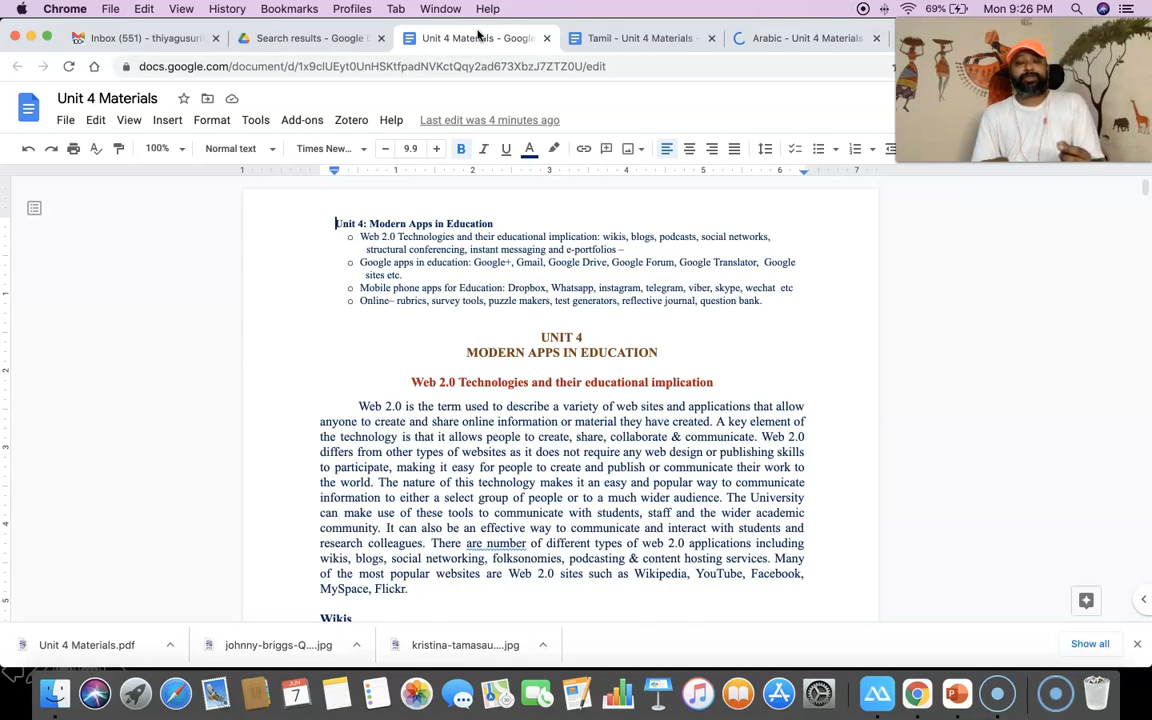 Chrome File Edit View History Bookmarks Profiles Tab Window Help 69% Mon 9:26 PM
Inbox (551) - thiyagusuri
Search results - Google D
Unit 4 Materials - Google
Tamil - Unit 4 Materials -
Arabic - Unit 4 Materials
docs.google.com/document/d/1x9clUEyt0UnHSKtfpadNVKctQqy2ad673XbzJ7ZTZ0U/edit
Unit 4 Materials
File Edit View Insert Format Tools Add-ons Zotero Help Last edit was 4 minutes ago
100% Normal text Times New... 9.9 B I U A
1 1 2 3 4 5 6 7
Unit 4: Modern Apps in Education
Web 2.0 Technologies and their educational implication: wikis, blogs, podcasts, social networks,
structural conferencing, instant messaging and e-portfolios –
Google apps in education: Google+, Gmail, Google Drive, Google Forum, Google Translator, Google
sites etc.
Mobile phone apps for Education: Dropbox, Whatsapp, instagram, telegram, viber, skype, wechat etc
Online– rubrics, survey tools, puzzle makers, test generators, reflective journal, question bank.
UNIT 4
MODERN APPS IN EDUCATION
Web 2.0 Technologies and their educational implication
Web 2.0 is the term used to describe a variety of web sites and applications that allow
anyone to create and share online information or material they have created. A key element of
the technology is that it allows people to create, share, collaborate & communicate. Web 2.0
differs from other types of websites as it does not require any web design or publishing skills
to participate, making it easy for people to create and publish or communicate their work to
the world. The nature of this technology makes it an easy and popular way to communicate
information to either a select group of people or to a much wider audience. The University
can make use of these tools to communicate with students, staff and the wider academic
community. It can also be an effective way to communicate and interact with students and
research colleagues. There are number of different types of web 2.0 applications including
wikis, blogs, social networking, folksonomies, podcasting & content hosting services. Many
of the most popular websites are Web 2.0 sites such as Wikipedia, YouTube, Facebook,
MySpace, Flickr.
Wikis
Unit 4 Materials.pdf
johnny-briggs-Q....jpg
kristina-tamasau....jpg
Show all
JUN
7